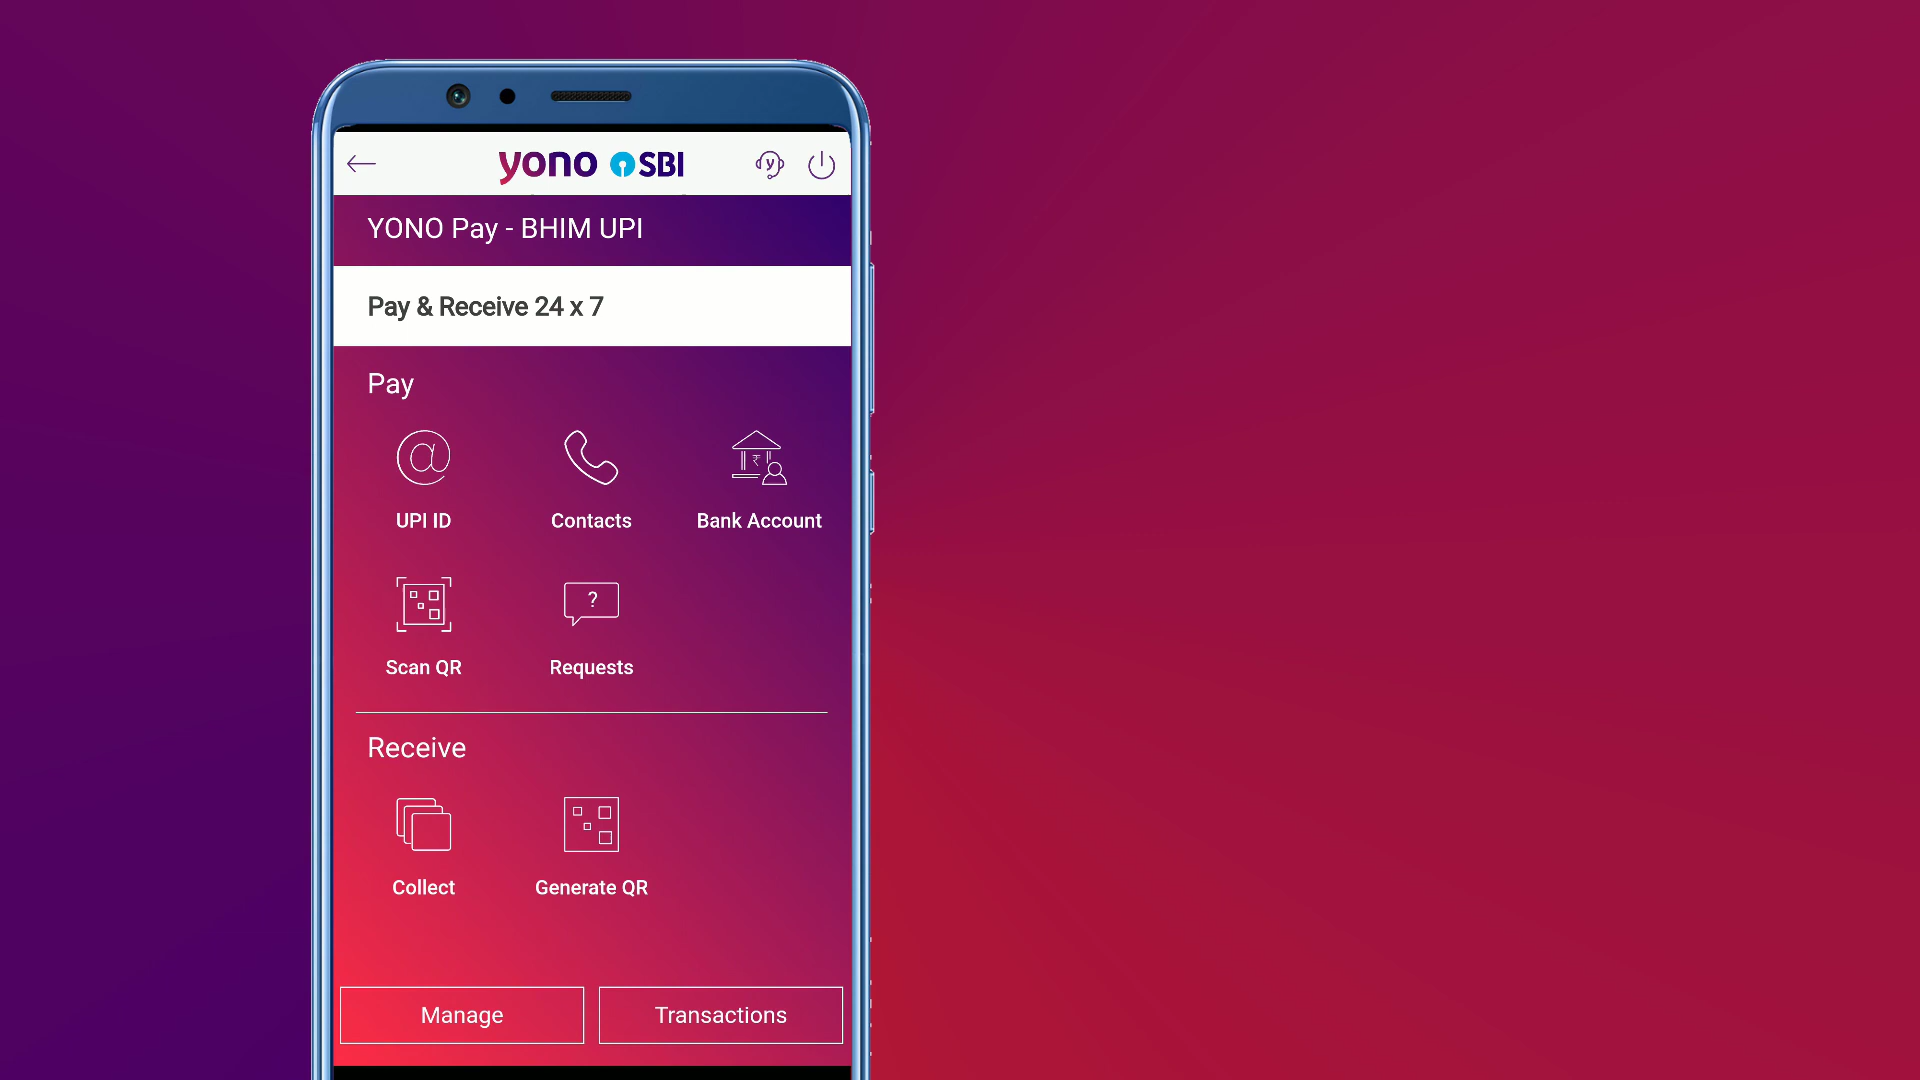 yono SBI
YONO Pay - BHIM UPI
Pay & Receive 24 x 7
Pay
UPI ID
Contacts
Bank Account
Scan QR
Requests
Receive
Collect
Generate QR
Manage
Transactions